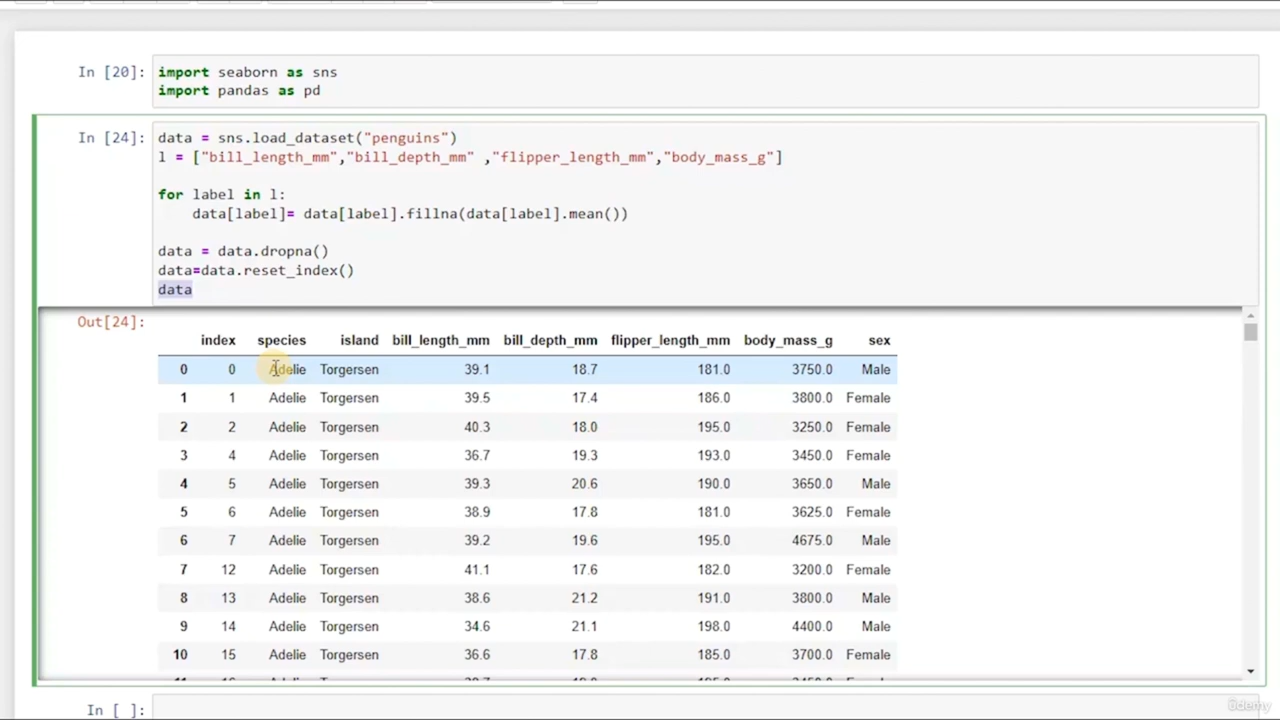 In [20]: import seaborn as sns
import pandas as pd
In [24]: data = sns.load_dataset("penguins")
l = ["bill_length_mm","bill_depth_mm" ,"flipper_length_mm","body_mass_g"]
for label in l:
data[label]= data[label].fillna(data[label].mean())
data = data.dropna()
data=data.reset_index()
data
Out[24]:
index species island bill_length_mm bill_depth_mm flipper_length_mm body_mass_g sex
0 0 Adelie Torgersen 39.1 18.7 181.0 3750.0 Male
1 1 Adelie Torgersen 39.5 17.4 186.0 3800.0 Female
2 2 Adelie Torgersen 40.3 18.0 195.0 3250.0 Female
3 4 Adelie Torgersen 36.7 19.3 193.0 3450.0 Female
4 5 Adelie Torgersen 39.3 20.6 190.0 3650.0 Male
5 6 Adelie Torgersen 38.9 17.8 181.0 3625.0 Female
6 7 Adelie Torgersen 39.2 19.6 195.0 4675.0 Male
7 12 Adelie Torgersen 41.1 17.6 182.0 3200.0 Female
8 13 Adelie Torgersen 38.6 21.2 191.0 3800.0 Male
9 14 Adelie Torgersen 34.6 21.1 198.0 4400.0 Male
10 15 Adelie Torgersen 36.6 17.8 185.0 3700.0 Female
In [ ]:
ûdemy